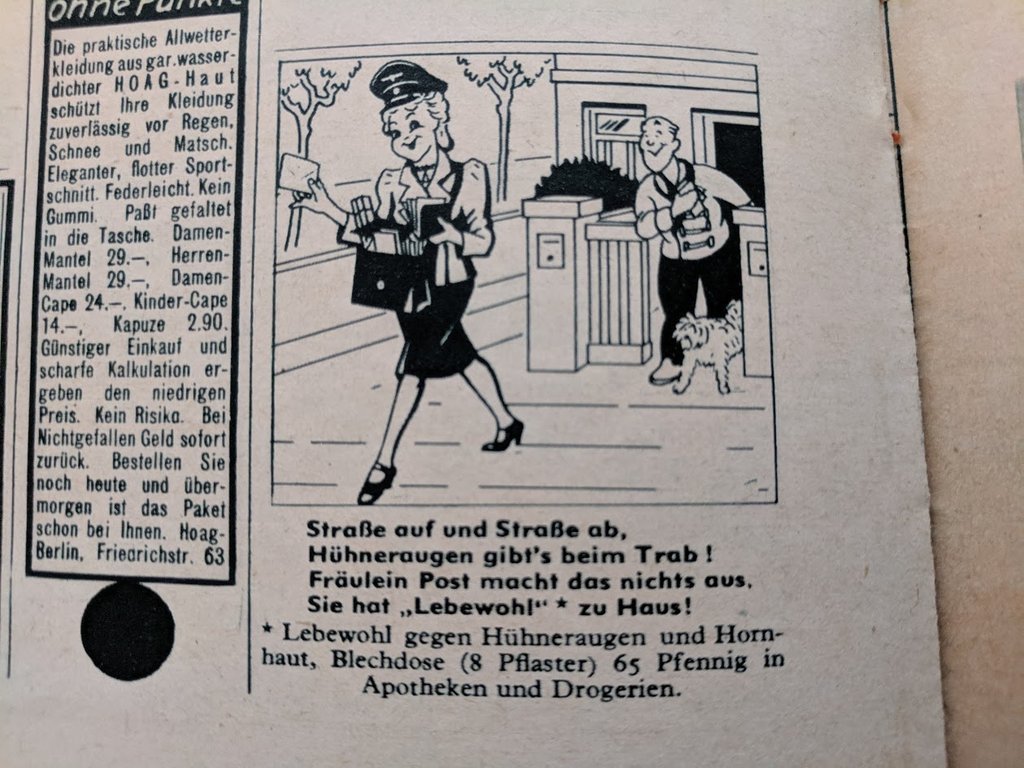 ohne Punkte
Die praktische Allwetter-
kleidung aus gar. wasser-
dichter HOAG-Haut
schützt Ihre Kleidung
zuverlässig vor Regen,
Schnee und Matsch.
Eleganter, flotter Sport-
schnitt. Federleicht. Kein
Gummi. Paßt gefaltet
in die Tasche. Damen-
Mantel 29.–, Herren-
Mantel 29.–, Damen-
Cape 24.–, Kinder-Cape
14.–, Kapuze 2.90.
Günstiger Einkauf und
scharfe Kalkulation er-
geben den niedrigen
Preis. Kein Risiko. Bei
Nichtgefallen Geld sofort
zurück. Bestellen Sie
noch heute und über-
morgen ist das Paket
schon bei Ihnen. Hoag-
Berlin, Friedrichstr. 63
Straße auf und Straße ab,
Hühneraugen gibt's beim Trab!
Fräulein Post macht das nichts aus,
Sie hat „Lebewohl“ * zu Haus!
* Lebewohl gegen Hühneraugen und Horn-
haut, Blechdose (8 Pflaster) 65 Pfennig in
Apotheken und Drogerien.